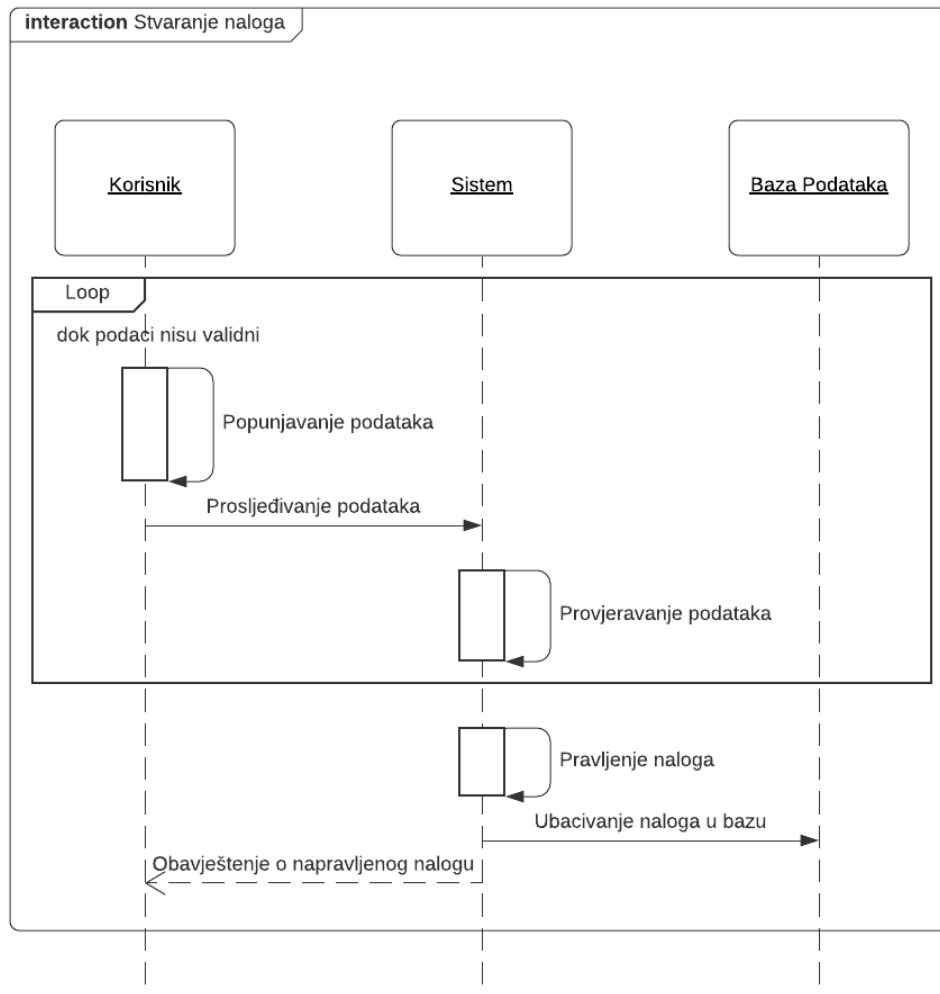 interaction Stvaranje naloga
Korisnik
Sistem
Baza Podataka
Loop
dok podaci nisu validni
Popunjavanje podataka
Prosljeđivanje podataka
Provjeravanje podataka
Pravljenje naloga
Ubacivanje naloga u bazu
Obavještenje o napravljenog nalogu